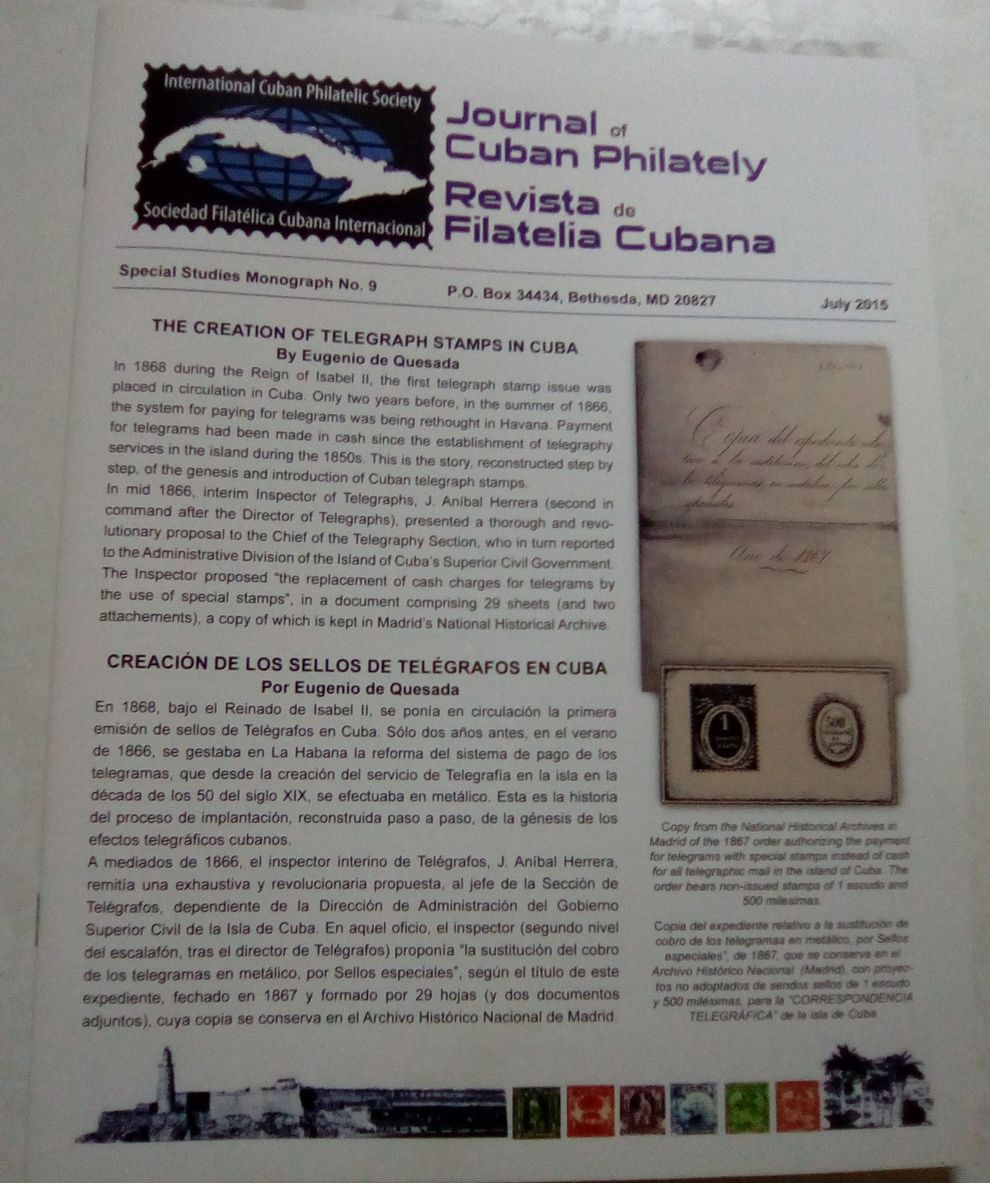 International Cuban Philatelic Society
Sociedad Filatélica Cubana Internacional
Journal of
Cuban Philately
Revista de
Filatelia Cubana
Special Studies Monograph No. 9
P.O. Box 34434, Bethesda, MD 20827
July 2015
THE CREATION OF TELEGRAPH STAMPS IN CUBA
By Eugenio de Quesada
In 1868 during the Reign of Isabel II, the first telegraph stamp issue was
placed in circulation in Cuba. Only two years before, in the summer of 1866,
the system for paying for telegrams was being rethought in Havana. Payment
for telegrams had been made in cash since the establishment of telegraphy
services in the island during the 1850s. This is the story, reconstructed step by
step, of the genesis and introduction of Cuban telegraph stamps.
In mid 1866, interim Inspector of Telegraphs, J. Aníbal Herrera (second in
command after the Director of Telegraphs), presented a thorough and revo-
lutionary proposal to the Chief of the Telegraphy Section, who in turn reported
to the Administrative Division of the Island of Cuba's Superior Civil Government.
The Inspector proposed "the replacement of cash charges for telegrams by
the use of special stamps", in a document comprising 29 sheets (and two
attachements), a copy of which is kept in Madrid's National Historical Archive.
CREACIÓN DE LOS SELLOS DE TELÉGRAFOS EN CUBA
Por Eugenio de Quesada
En 1868, bajo el Reinado de Isabel II, se ponía en circulación la primera
emisión de sellos de Telégrafos en Cuba. Sólo dos años antes, en el verano
de 1866, se gestaba en La Habana la reforma del sistema de pago de los
telegramas, que desde la creación del servicio de Telegrafía en la isla en la
década de los 50 del siglo XIX, se efectuaba en metálico. Esta es la historia
del proceso de implantación, reconstruida paso a paso, de la génesis de los
efectos telegráficos cubanos.
A mediados de 1866, el inspector interino de Telégrafos, J. Aníbal Herrera,
remitía una exhaustiva y revolucionaria propuesta, al jefe de la Sección de
Telégrafos, dependiente de la Dirección de Administración del Gobierno
Superior Civil de la Isla de Cuba. En aquel oficio, el inspector (segundo nivel
del escalafón, tras el director de Telégrafos) proponía "la sustitución del cobro
de los telegramas en metálico, por Sellos especiales", según el título de este
expediente, fechado en 1867 y formado por 29 hojas (y dos documentos
adjuntos), cuya copia se conserva en el Archivo Histórico Nacional de Madrid.
Copia del
especiales
Año de 1867
1
500
Copy from the National Historical Archives in
Madrid of the 1867 order authorizing the payment
for telegrams with special stamps instead of cash
for all telegraphic mail in the island of Cuba. The
order bears non-issued stamps of 1 escudo and
500 milesimas.
Copia del expediente relativo a la sustitución de
cobro de los telegramas en metálico, por Sellos
especiales", de 1867, que se conserva en el
Archivo Histórico Nacional (Madrid), con proyec-
tos no adoptados de sendos sellos de 1 escudo
y 500 milésimas, para la "CORRESPONDENCIA
TELEGRÁFICA" de la isla de Cuba.